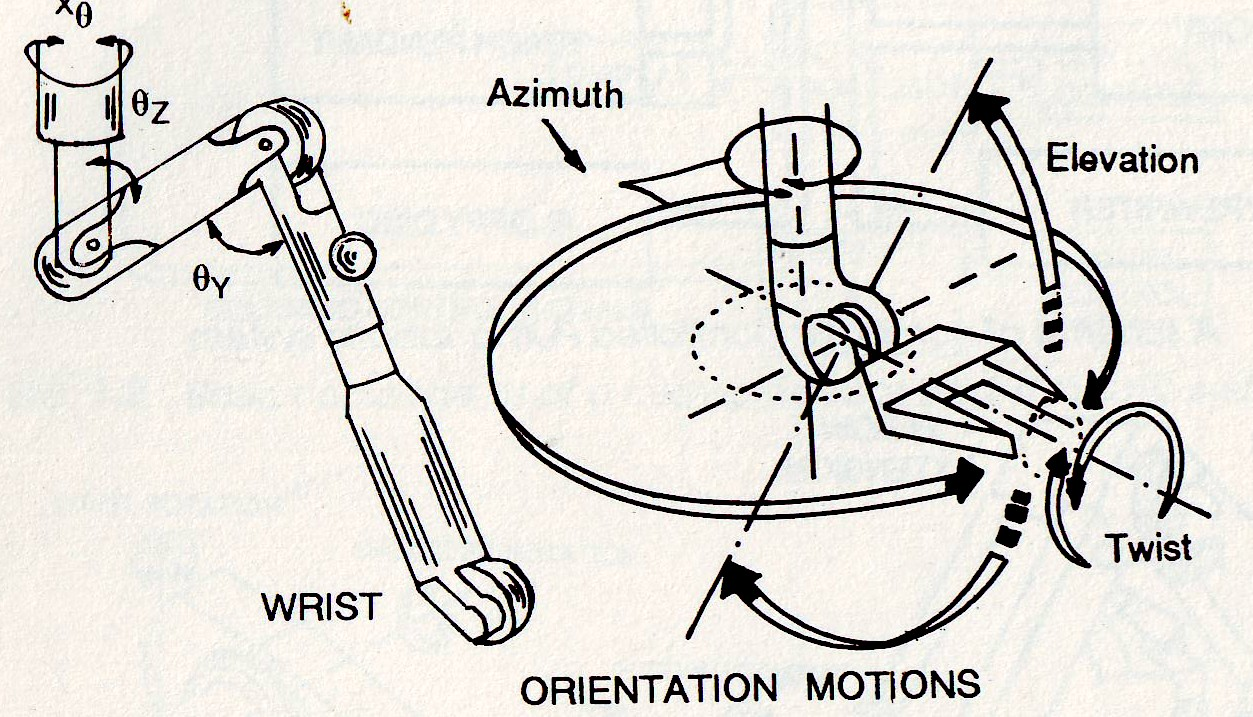 Xθ
θZ
Azimuth
Elevation
θY
Twist
WRIST
ORIENTATION MOTIONS